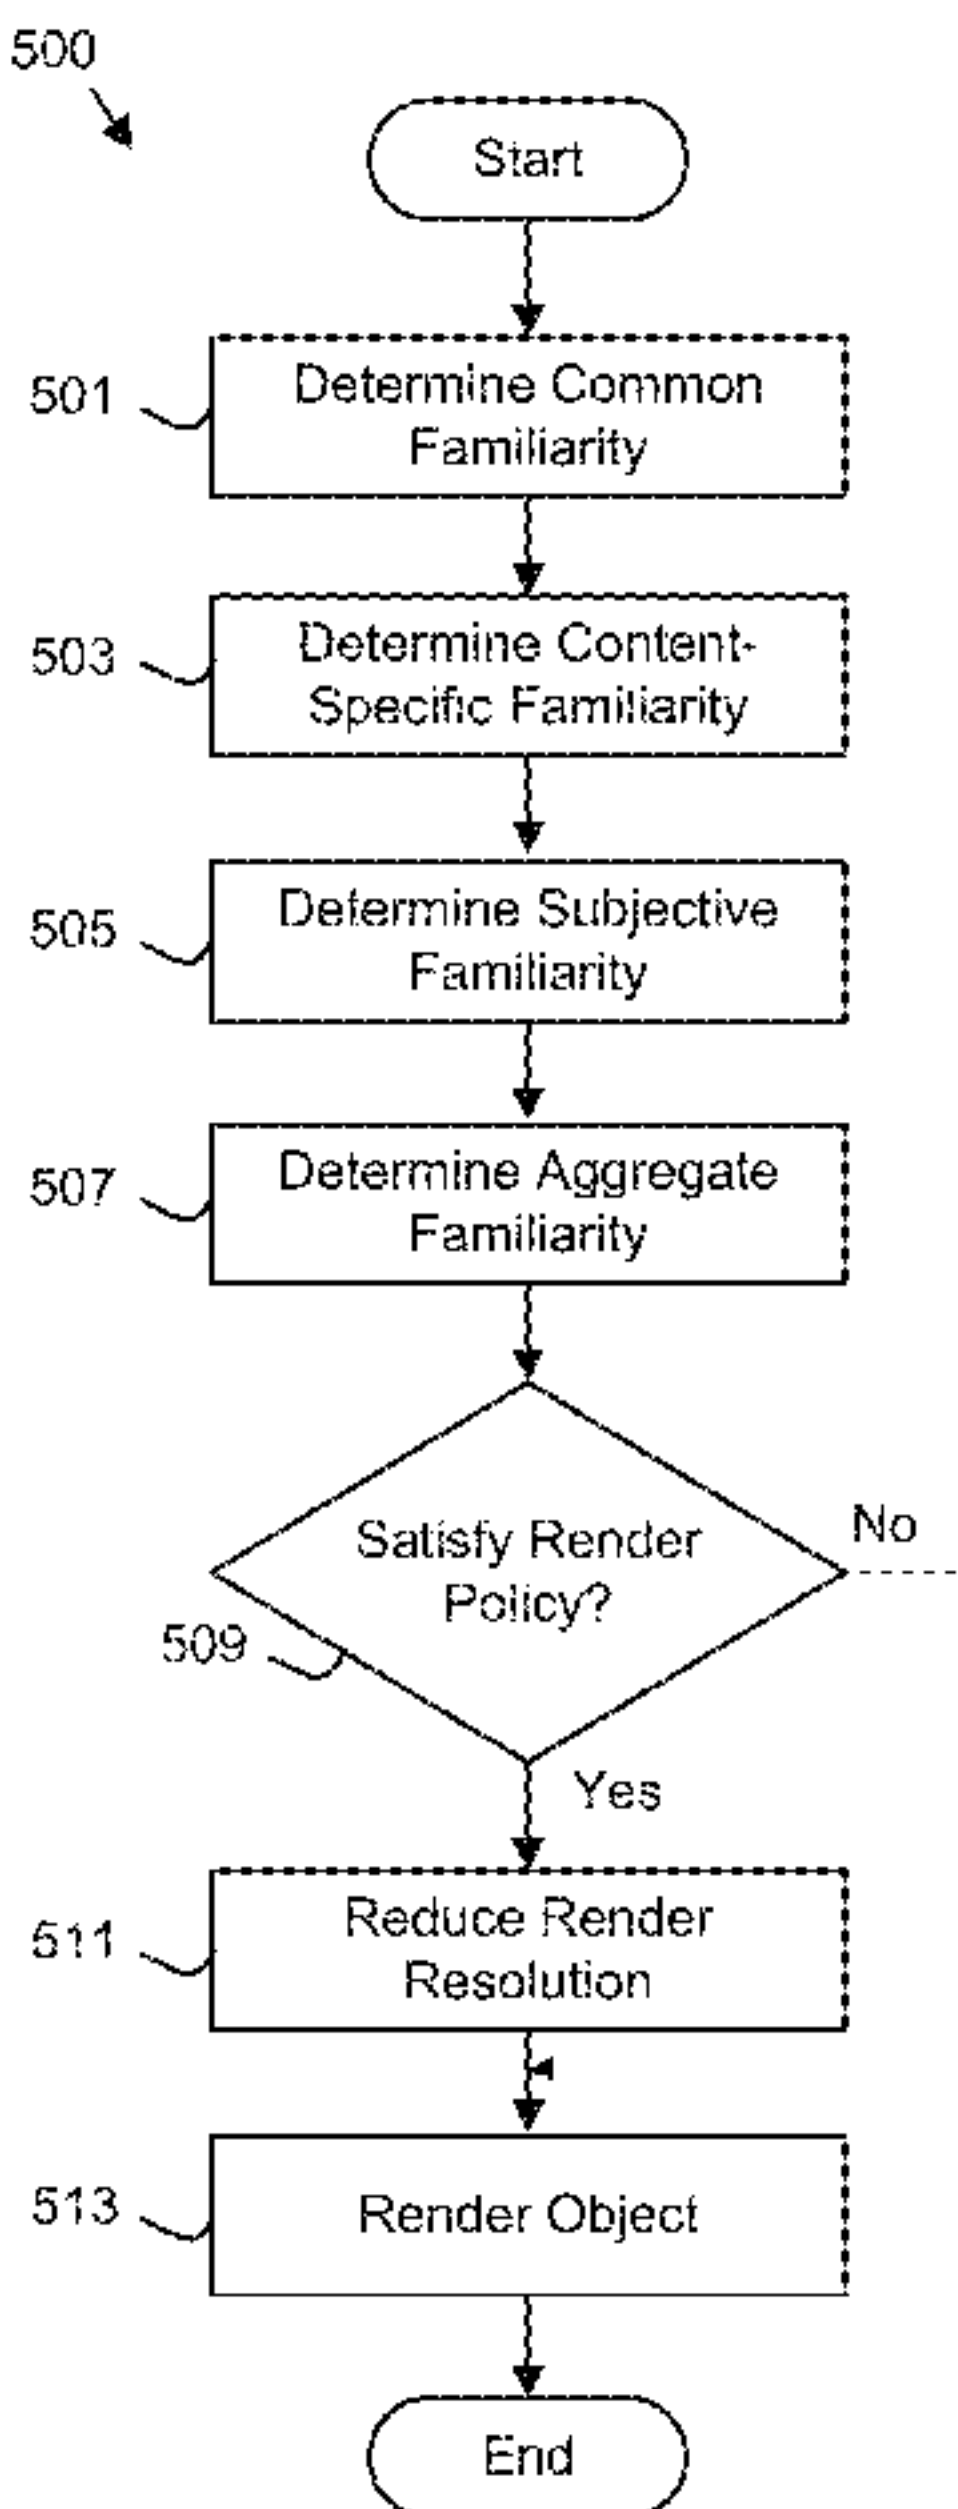 500
Start
501
Determine Common
Familiarity
503
Determine Content-
Specific Familiarity
505
Determine Subjective
Familiarity
507
Determine Aggregate
Familiarity
Satisfy Render
Policy?
No
509
Yes
511
Reduce Render
Resolution
513
Render Object
End